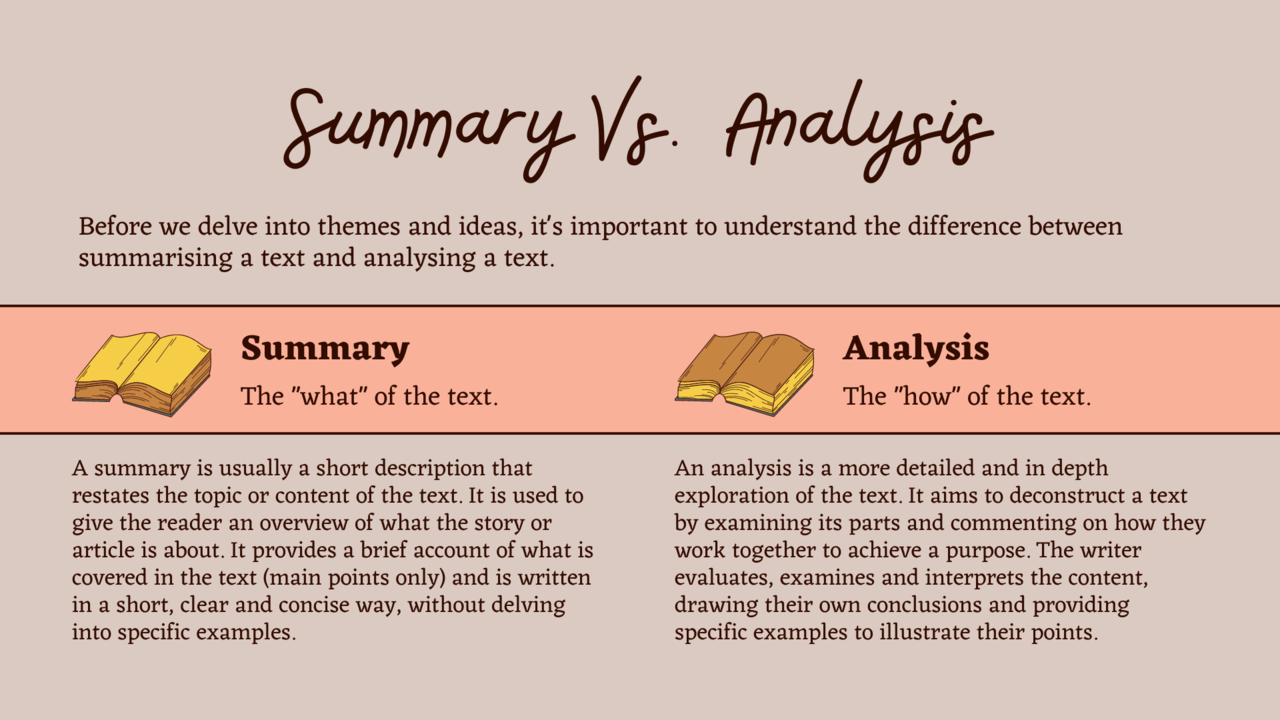 Summary Vs. Analysis
Before we delve into themes and ideas, it's important to understand the difference between
summarising a text and analysing a text.
Summary
The "what" of the text.
Analysis
The "how" of the text.
A summary is usually a short description that
restates the topic or content of the text. It is used to
give the reader an overview of what the story or
article is about. It provides a brief account of what is
covered in the text (main points only) and is written
in a short, clear and concise way, without delving
into specific examples.
An analysis is a more detailed and in depth
exploration of the text. It aims to deconstruct a text
by examining its parts and commenting on how they
work together to achieve a purpose. The writer
evaluates, examines and interprets the content,
drawing their own conclusions and providing
specific examples to illustrate their points.